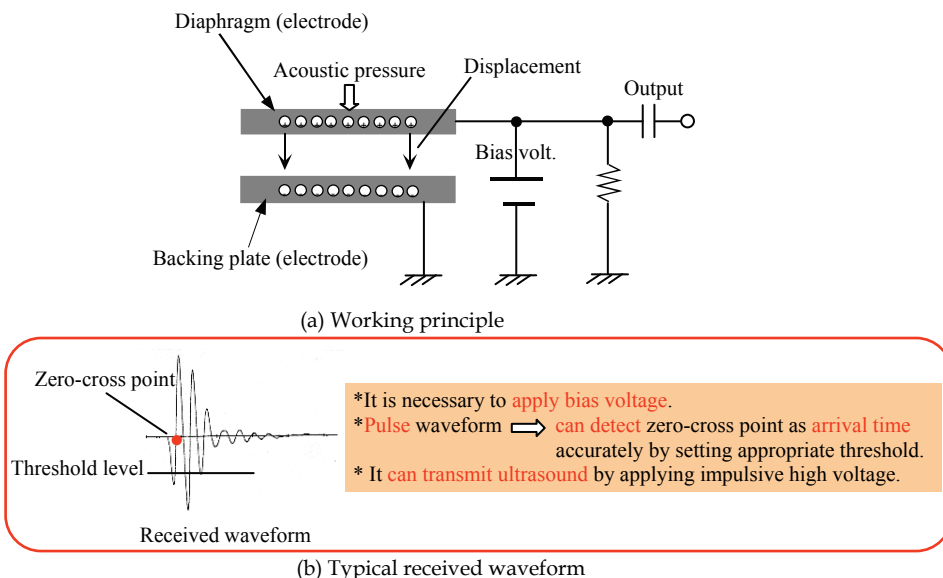 Diaphragm (electrode)
Acoustic pressure
Displacement
Output
Bias volt.
Backing plate (electrode)
(a) Working principle
Zero-cross point
Threshold level
Received waveform
*It is necessary to apply bias voltage.
*Pulse waveform ⇨ can detect zero-cross point as arrival time
accurately by setting appropriate threshold.
* It can transmit ultrasound by applying impulsive high voltage.
(b) Typical received waveform